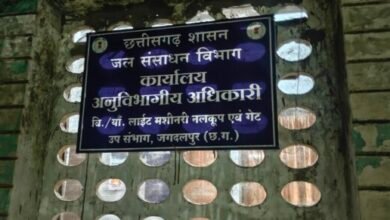 छत्तीसगढ़ शासन
जल संसाधन विभाग
कार्यालय
अनुविभागीय अधिकारी
वि./यां. लाईट मशीनरी नलकूप एवं गेट
उप संभाग, जगदलपुर (छ.ग.)